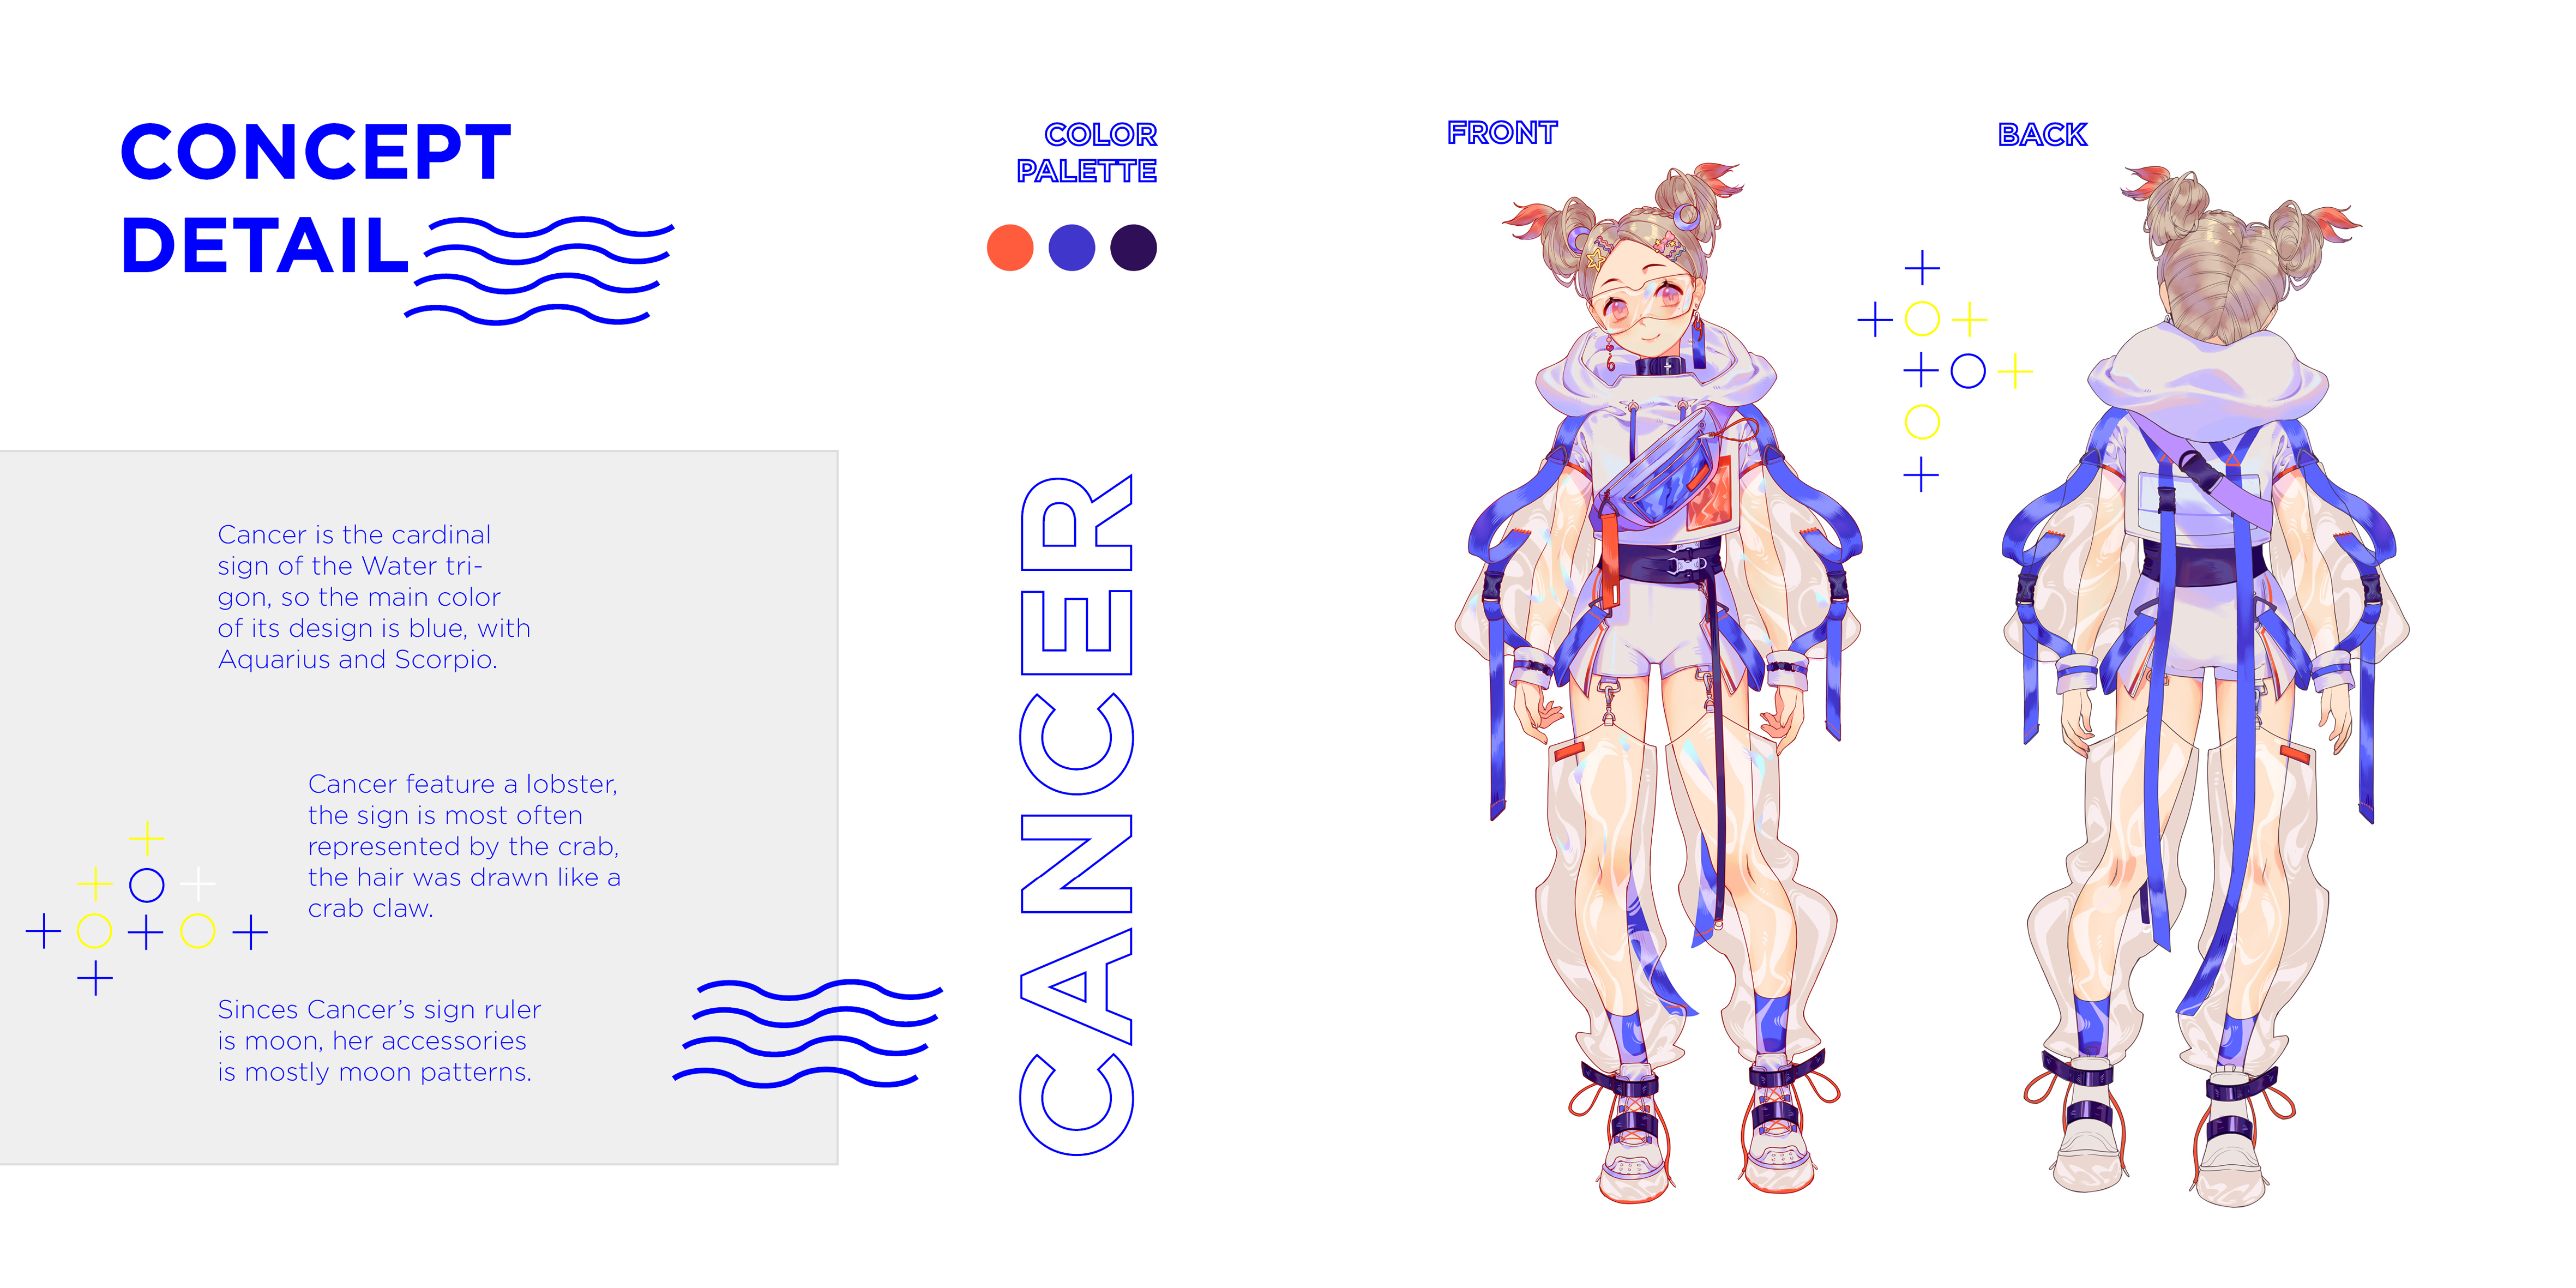 CONCEPT
DETAIL
Cancer is the cardinal
sign of the Water tri-
gon, so the main color
of its design is blue, with
Aquarius and Scorpio.
Cancer feature a lobster,
the sign is most often
represented by the crab,
the hair was drawn like a
crab claw.
Sinces Cancer’s sign ruler
is moon, her accessories
is mostly moon patterns.
COLOR
PALETTE
CANCER
FRONT
BACK